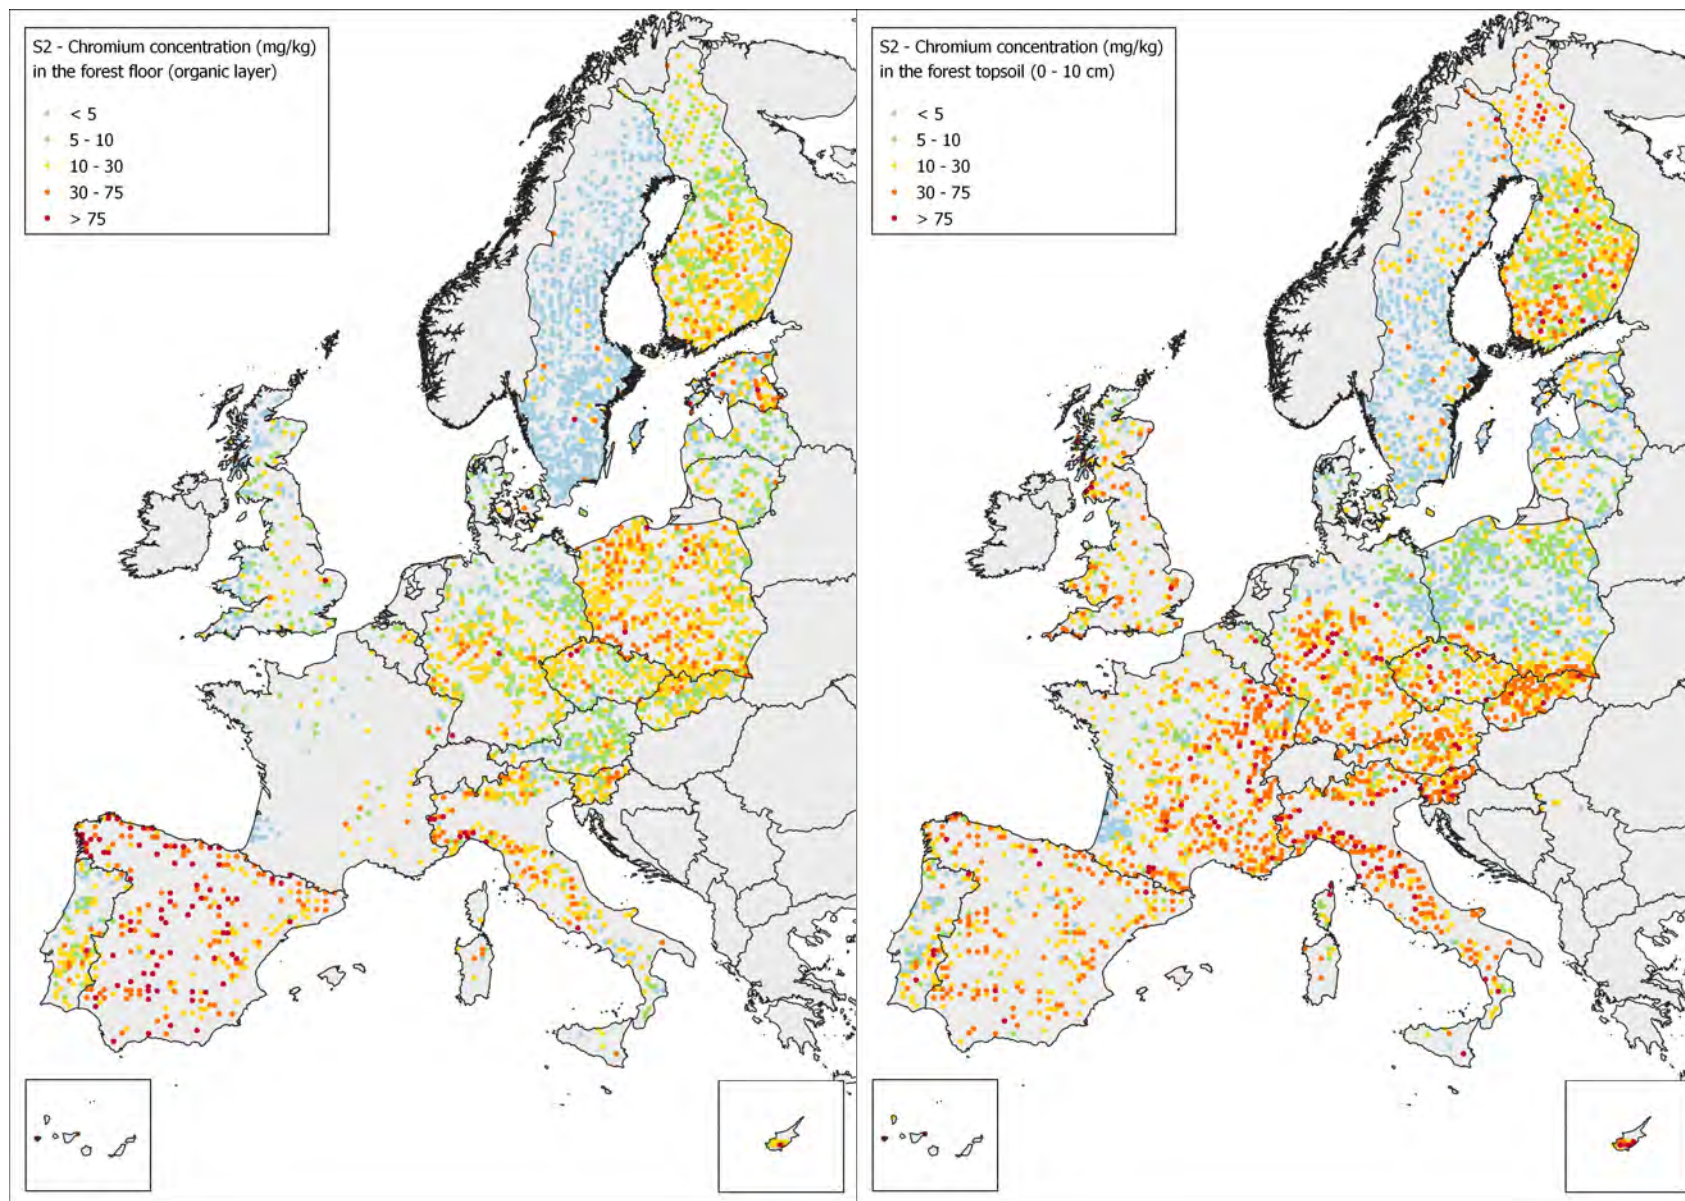 S2 - Chromium concentration (mg/kg)
in the forest floor (organic layer)
< 5
5 - 10
10 - 30
30 - 75
> 75
S2 - Chromium concentration (mg/kg)
in the forest topsoil (0 - 10 cm)
< 5
5 - 10
10 - 30
30 - 75
> 75